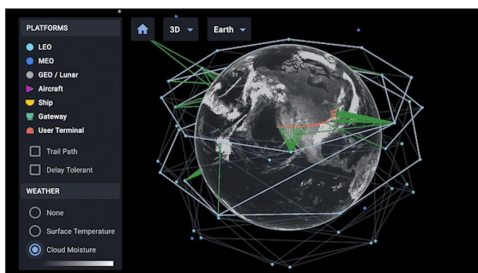 PLATFORMS
3D
Earth
LEO
MEO
GEO / Lunar
Aircraft
Ship
Gateway
User Terminal
Trail Path
Delay Tolerant
WEATHER
None
Surface Temperature
Cloud Moisture